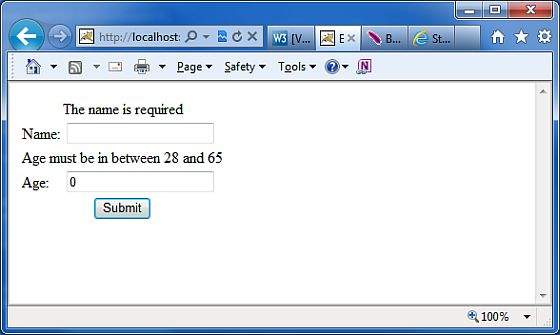 http://localhost: W3 [V... E B... St...
Page Safety Tools
The name is required
Name:
Age must be in between 28 and 65
Age: 0
Submit
100%